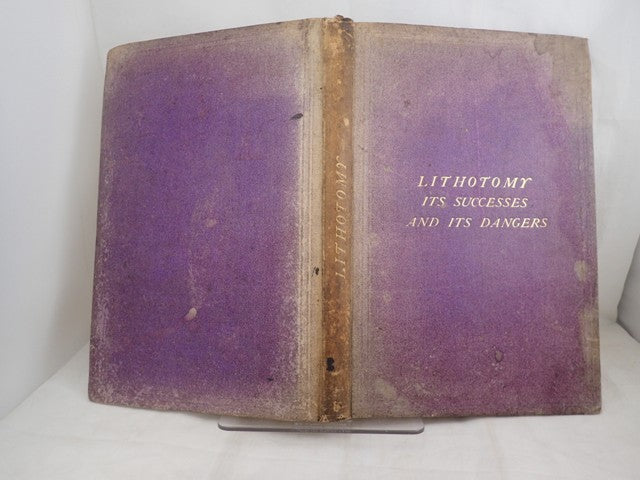 LITHOTOMY
LITHOTOMY
ITS SUCCESSES
AND ITS DANGERS